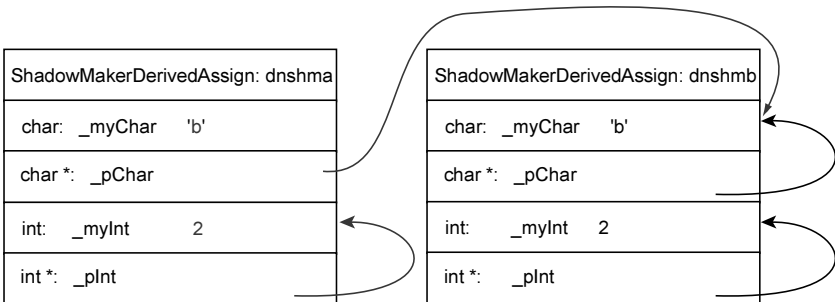 ShadowMakerDerivedAssign: dnshma
char: _myChar 'b'
char *: _pChar
int: _myInt 2
int *: _pInt
ShadowMakerDerivedAssign: dnshmb
char: _myChar 'b'
char *: _pChar
int: _myInt 2
int *: _pInt